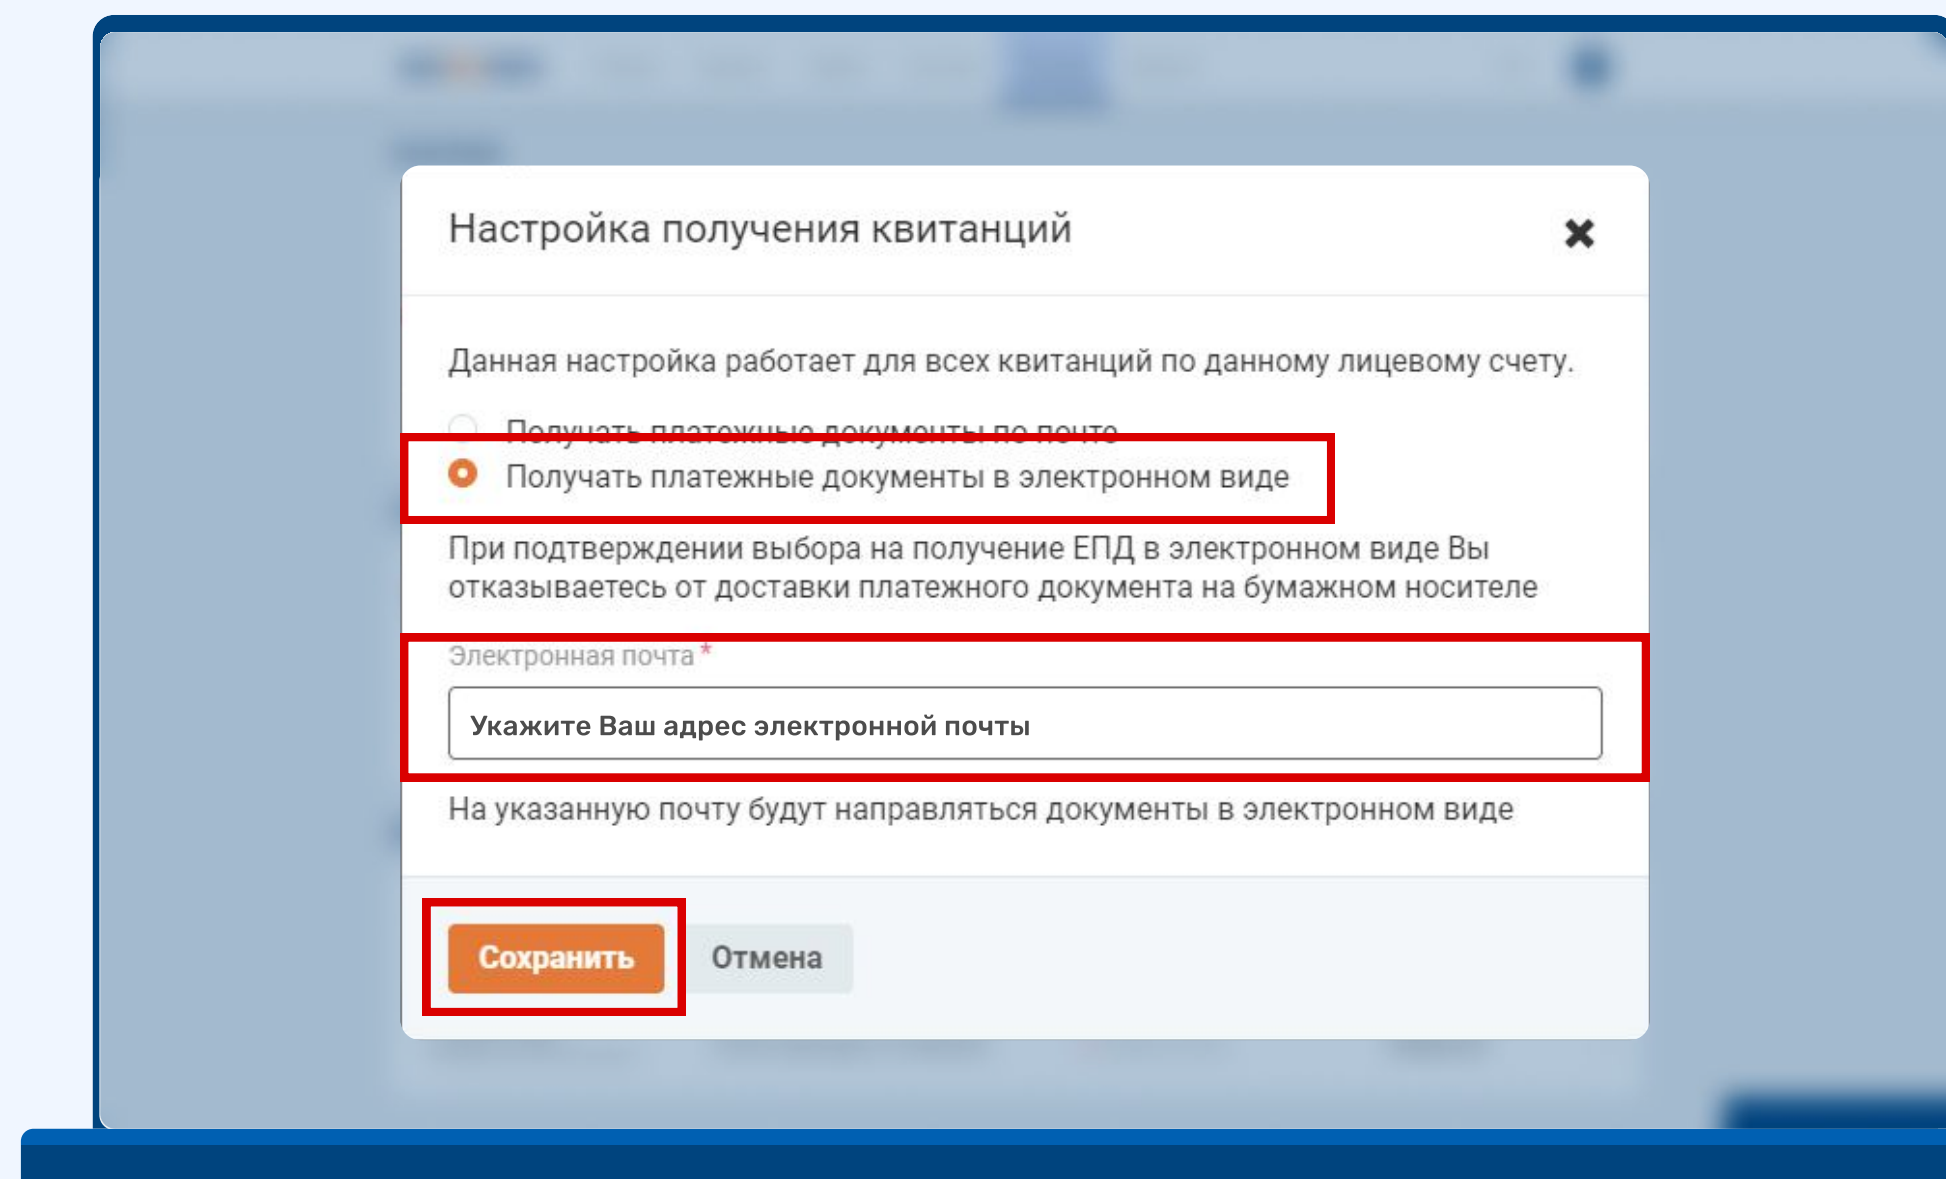 Настройка получения квитанций
Данная настройка работает для всех квитанций по данному лицевому счету.
Получать платежные документы по почте
Получать платежные документы в электронном виде
При подтверждении выбора на получение ЕПД в электронном виде Вы
отказываетесь от доставки платежного документа на бумажном носителе
Электронная почта *
Укажите Ваш адрес электронной почты
На указанную почту будут направляться документы в электронном виде
Сохранить Отмена